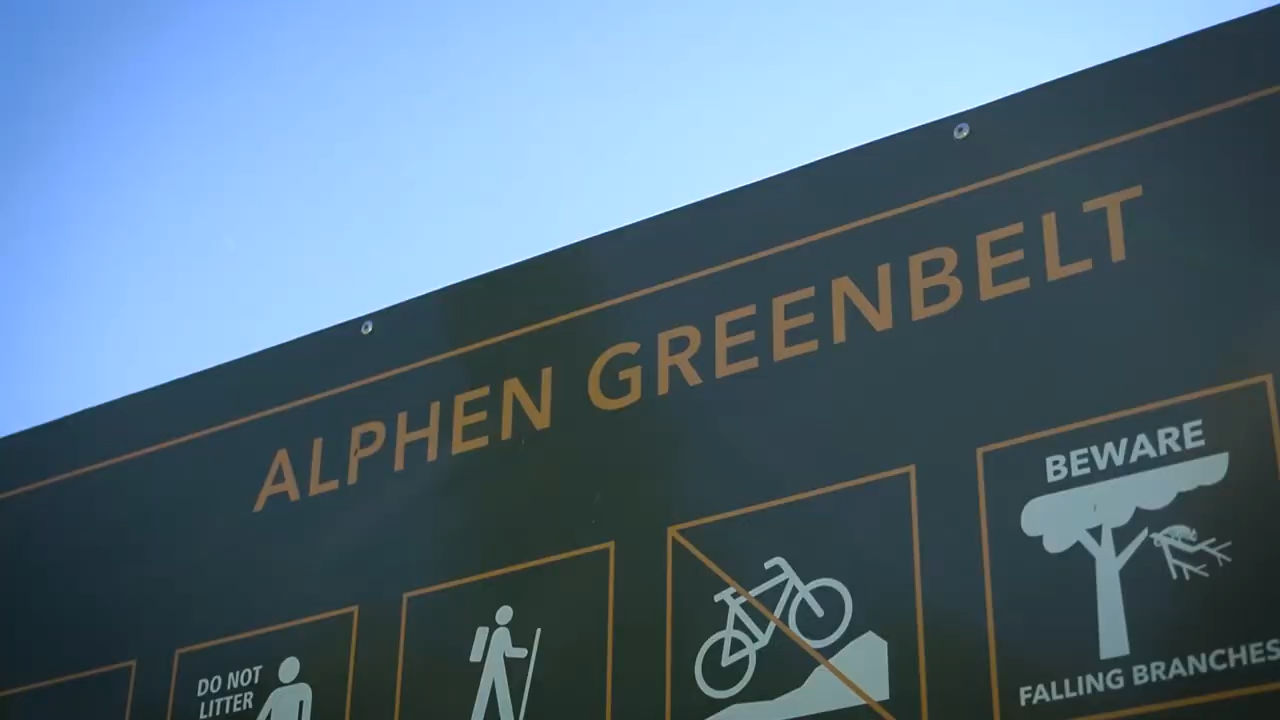 ALPHEN GREENBELT
DO NOT
LITTER
BEWARE
FALLING BRANCHES